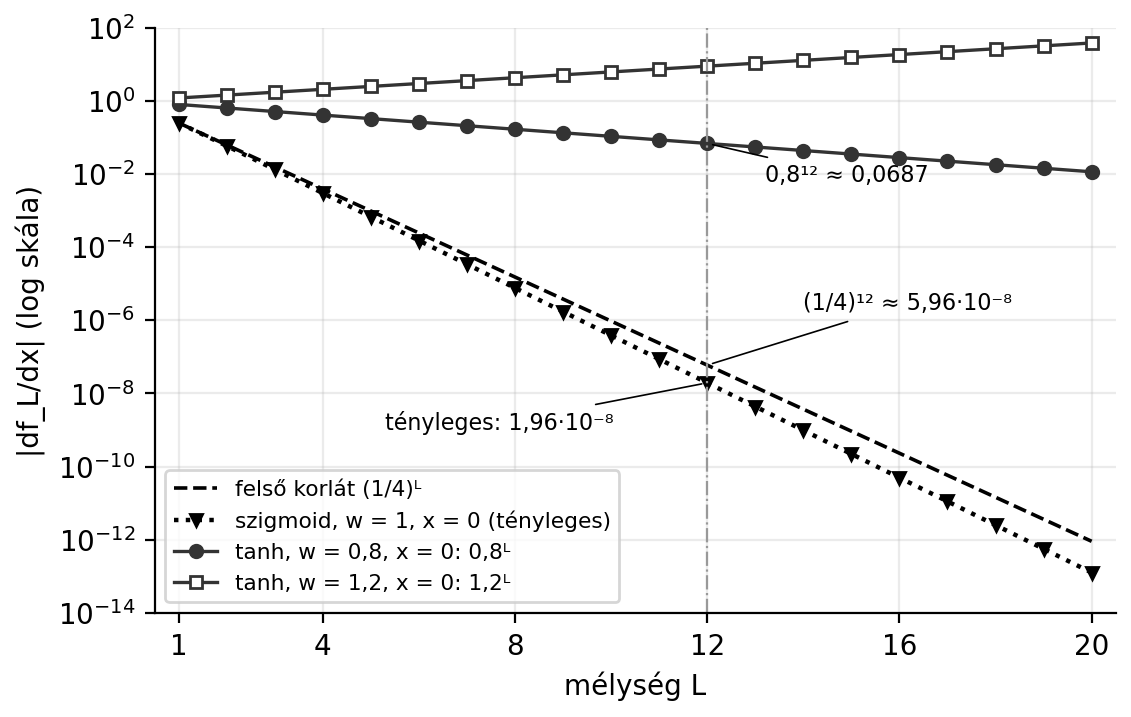 10²
10⁰
10⁻²
10⁻⁴
10⁻⁶
10⁻⁸
10⁻¹⁰
10⁻¹²
10⁻¹⁴
|df_L/dx| (log skála)
0,8¹² ≈ 0,0687
(1/4)¹² ≈ 5,96·10⁻⁸
tényleges: 1,96·10⁻⁸
felső korlát (1/4)ᴸ
szigmoid, w = 1, x = 0 (tényleges)
tanh, w = 0,8, x = 0: 0,8ᴸ
tanh, w = 1,2, x = 0: 1,2ᴸ
1 4 8 12 16 20
mélység L